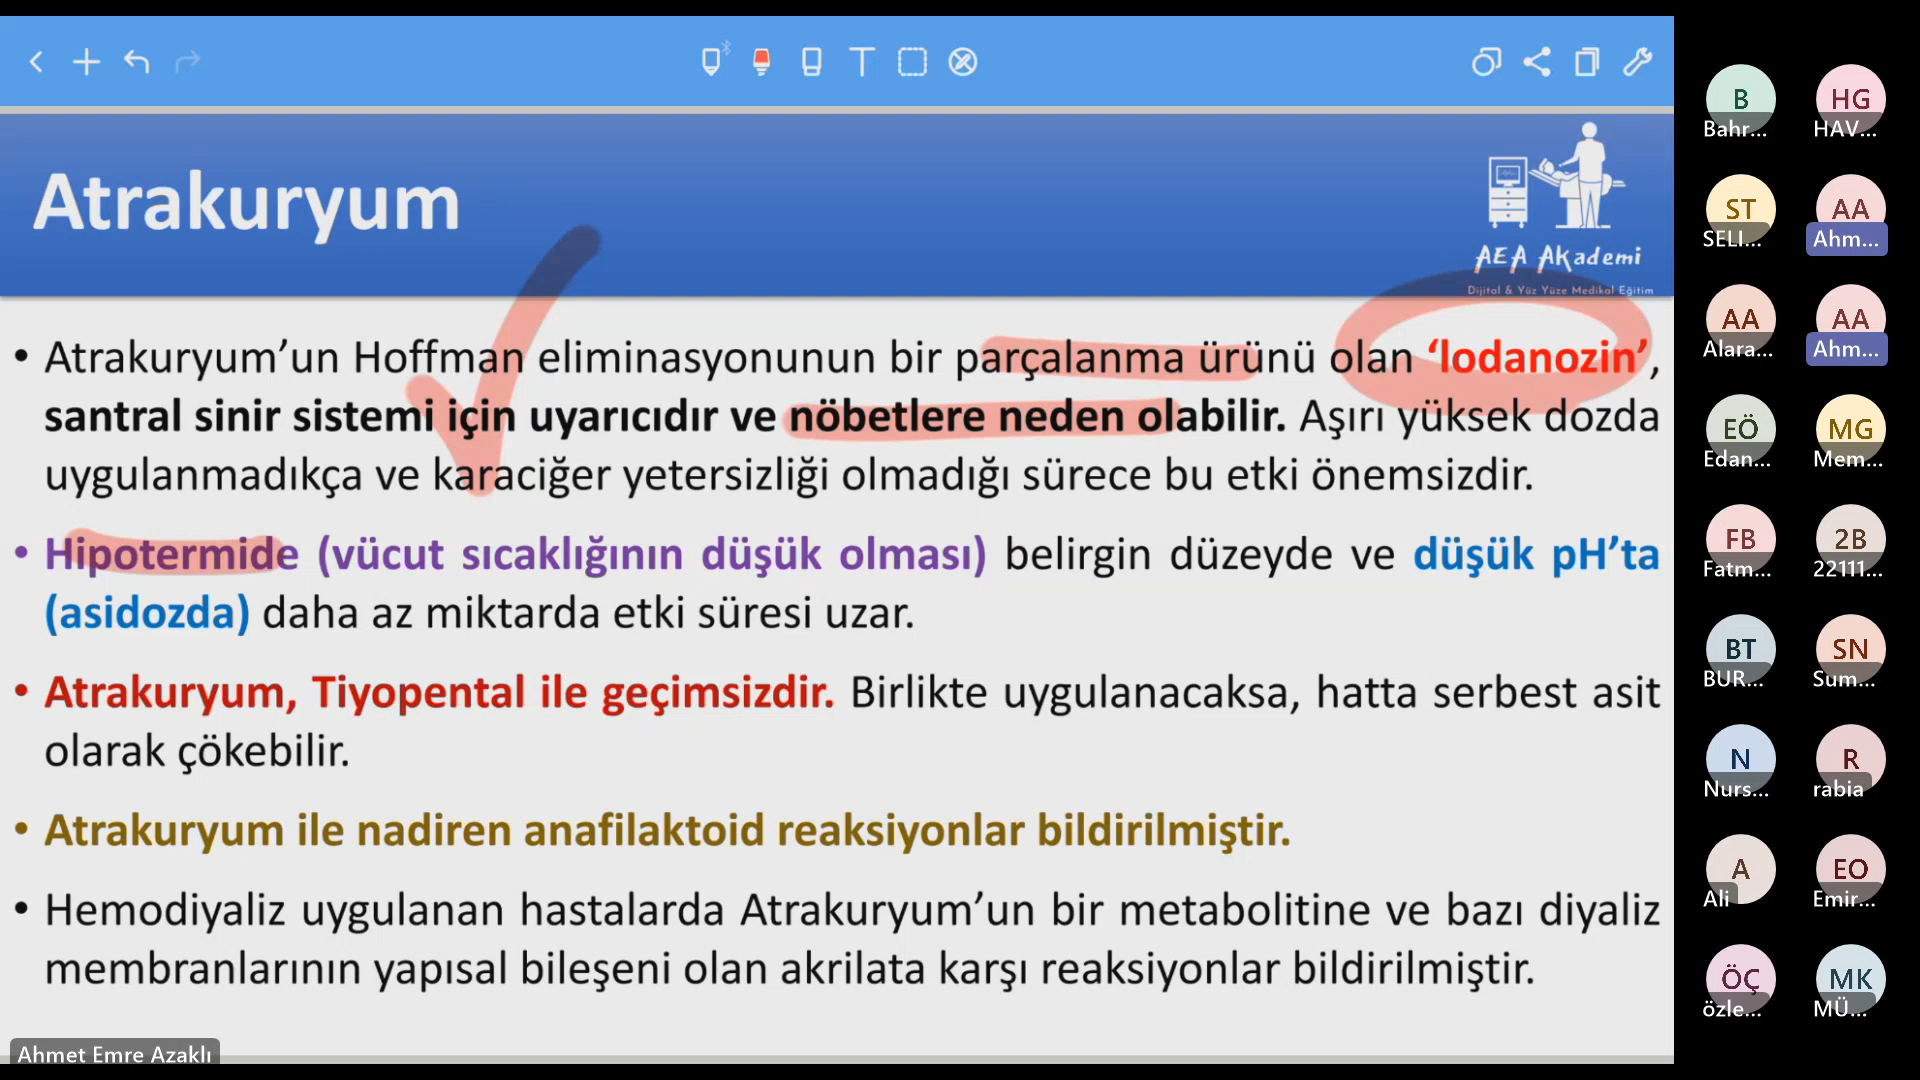 Atrakuryum
AEA AKademi
Dijital & Yüz Yüze Medikal Eğitim
• Atrakuryum’un Hoffman eliminasyonunun bir parçalanma ürünü olan ‘lodanozin’,
santral sinir sistemi için uyarıcıdır ve nöbetlere neden olabilir. Aşırı yüksek dozda
uygulanmadıkça ve karaciğer yetersizliği olmadığı sürece bu etki önemsizdir.
• Hipotermide (vücut sıcaklığının düşük olması) belirgin düzeyde ve düşük pH’ta
(asidozda) daha az miktarda etki süresi uzar.
• Atrakuryum, Tiyopental ile geçimsizdir. Birlikte uygulanacaksa, hatta serbest asit
olarak çökebilir.
• Atrakuryum ile nadiren anafilaktoid reaksiyonlar bildirilmiştir.
• Hemodiyaliz uygulanan hastalarda Atrakuryum’un bir metabolitine ve bazı diyaliz
membranlarının yapısal bileşeni olan akrilata karşı reaksiyonlar bildirilmiştir.
Ahmet Emre Azaklı
B HG
Bahr... HAV...
ST AA
SELI... Ahm...
AA AA
Alara... Ahm...
EÖ MG
Edan... Mem...
FB 2B
Fatm... 22111...
BT SN
BUR... Sum...
N R
Nurs... rabia
A EO
Ali Emir...
ÖÇ MK
özle... MÜ...